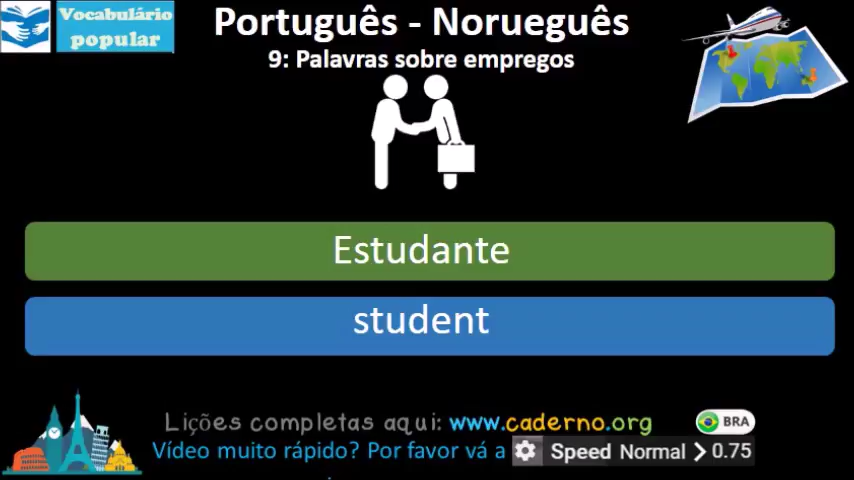 Vocabulário
popular
Português - Norueguês
9: Palavras sobre empregos
Estudante
student
Lições completas aqui: www.caderno.org
BRA
Vídeo muito rápido? Por favor vá a Speed Normal > 0.75